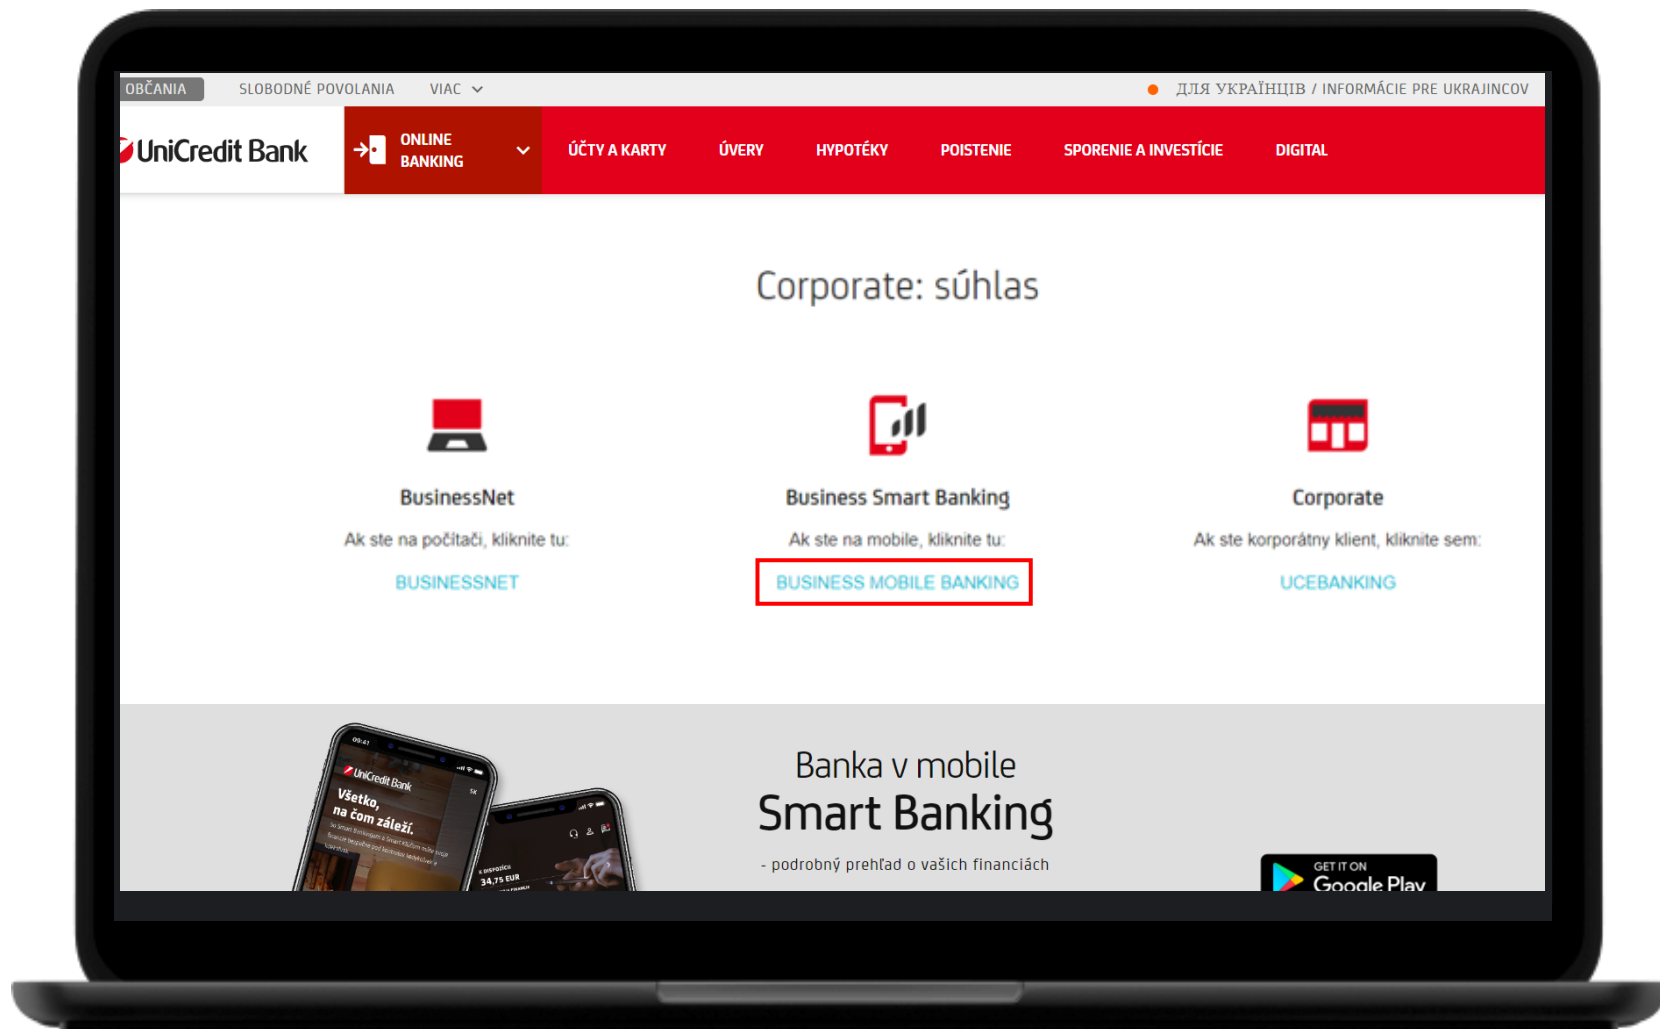 OBČANIA SLOBODNÉ POVOLANIA VIAC ДЛЯ УКРАЇНЦІВ / INFORMÁCIE PRE UKRAJINCOV
UniCredit Bank
ONLINE
BANKING
ÚČTY A KARTY ÚVERY HYPOTÉKY POISTENIE SPORENIE A INVESTÍCIE DIGITAL
Corporate: súhlas
BusinessNet
Ak ste na počítači, kliknite tu:
BUSINESSNET
Business Smart Banking
Ak ste na mobile, kliknite tu:
BUSINESS MOBILE BANKING
Corporate
Ak ste korporátny klient, kliknite sem:
UCEBANKING
09:41
UniCredit Bank
SK
Všetko,
na čom záleží.
34,75 EUR
Banka v mobile
Smart Banking
- podrobný prehľad o vašich financiách
GET IT ON
Google Play